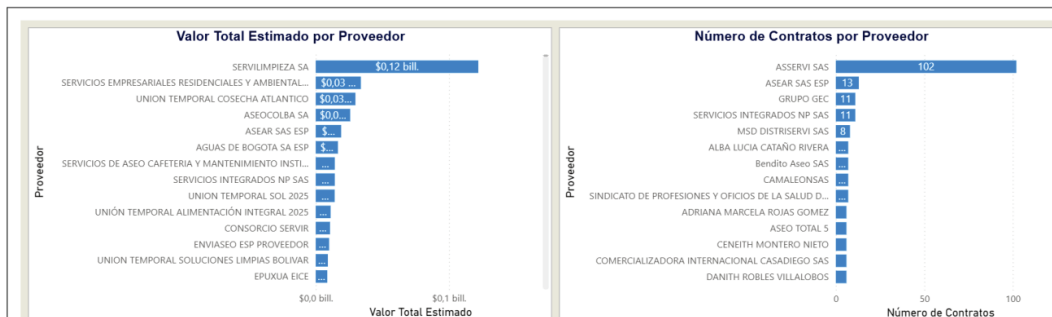 Valor Total Estimado por Proveedor
SERVILIMPIEZA SA
$0,12 bill.
SERVICIOS EMPRESARIALES RESIDENCIALES Y AMBIENTAL...
$0,03 ...
UNION TEMPORAL COSECHA ATLANTICO
$0,03...
ASEOCOLBA SA
$0,0...
ASEAR SAS ESP
$...
AGUAS DE BOGOTA SA ESP
$...
SERVICIOS DE ASEO CAFETERIA Y MANTENIMIENTO INSTI...
...
SERVICIOS INTEGRADOS NP SAS
...
UNION TEMPORAL SOL 2025
...
UNIÓN TEMPORAL ALIMENTACIÓN INTEGRAL 2025
...
CONSORCIO SERVIR
...
ENVIASEO ESP PROVEEDOR
...
UNION TEMPORAL SOLUCIONES LIMPIAS BOLIVAR
...
EPUXUA EICE
...
Proveedor
$0,0 bill.
$0,1 bill.
Valor Total Estimado
Número de Contratos por Proveedor
ASSERVI SAS
102
ASEAR SAS ESP
13
GRUPO GEC
11
SERVICIOS INTEGRADOS NP SAS
11
MSD DISTRISERVI SAS
8
ALBA LUCIA CATAÑO RIVERA
...
Bendito Aseo SAS
...
CAMALEONSAS
...
SINDICATO DE PROFESIONES Y OFICIOS DE LA SALUD D...
...
ADRIANA MARCELA ROJAS GOMEZ
ASEO TOTAL 5
CENEITH MONTERO NIETO
COMERCIALIZADORA INTERNACIONAL CASADIEGO SAS
DANITH ROBLES VILLALOBOS
Proveedor
0
50
100
Número de Contratos